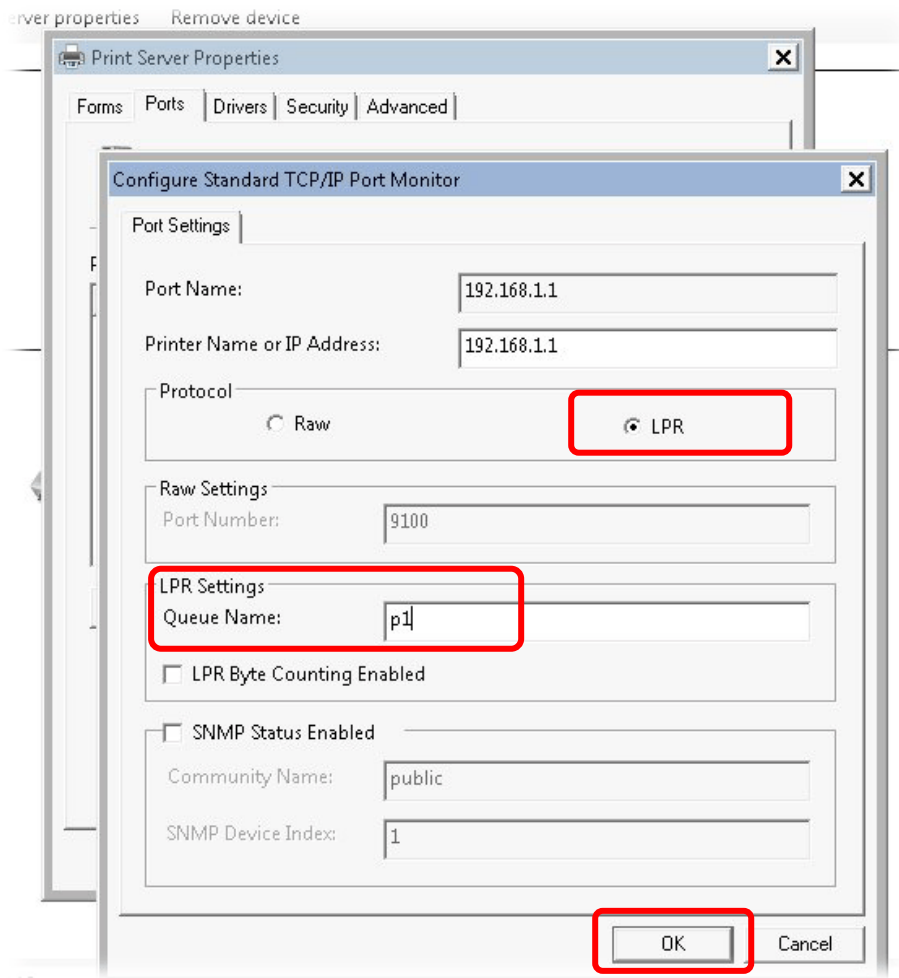 erver properties Remove device
Print Server Properties
Forms Ports Drivers Security Advanced
Configure Standard TCP/IP Port Monitor
Port Settings
Port Name: 192.168.1.1
Printer Name or IP Address: 192.168.1.1
Protocol
Raw LPR
Raw Settings
Port Number: 9100
LPR Settings
Queue Name: p1
LPR Byte Counting Enabled
SNMP Status Enabled
Community Name: public
SNMP Device Index: 1
OK Cancel